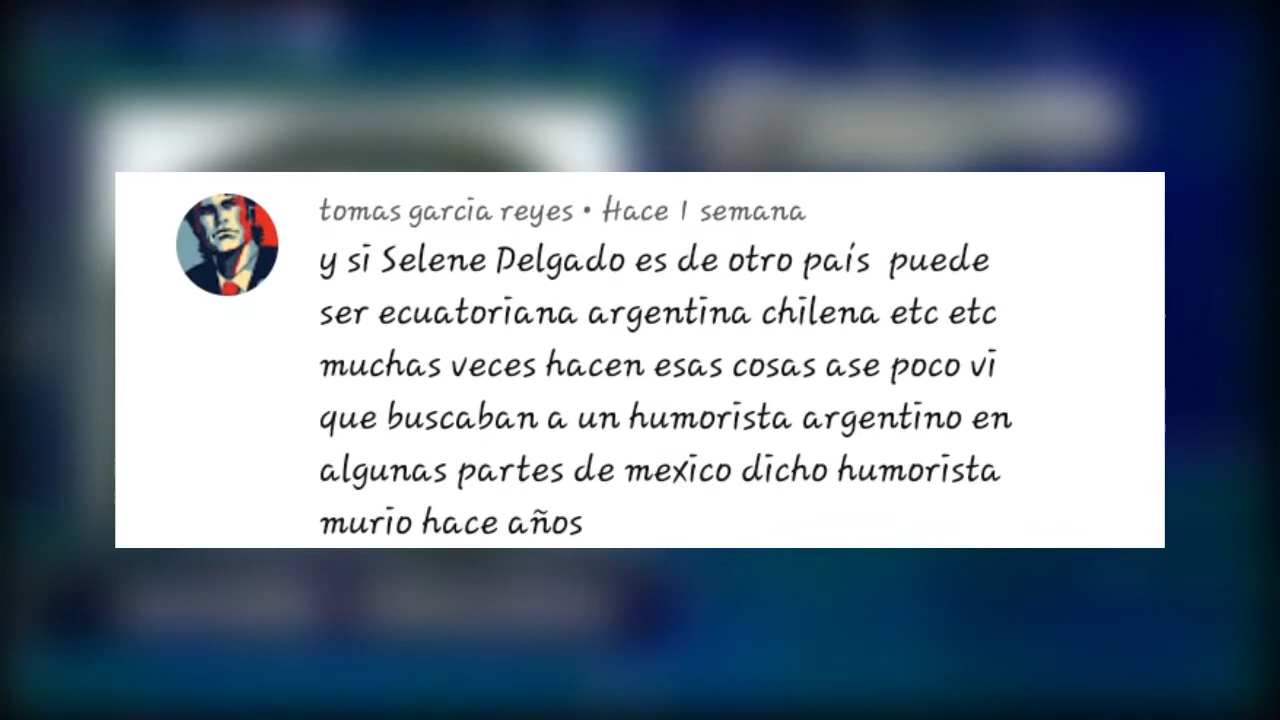 tomas garcia reyes • Hace 1 semana
y si Selene Delgado es de otro país puede
ser ecuatoriana argentina chilena etc etc
muchas veces hacen esas cosas ase poco vi
que buscaban a un humorista argentino en
algunas partes de mexico dicho humorista
murio hace años